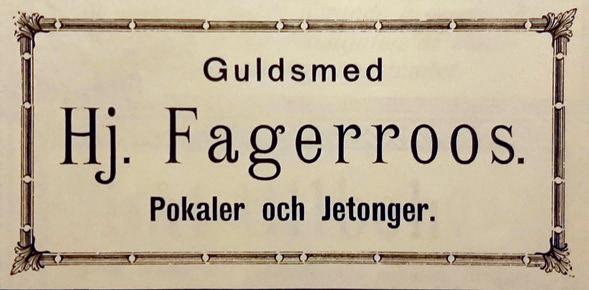 Guldsmed
Hj. Fagerroos.
Pokaler och Jetonger.